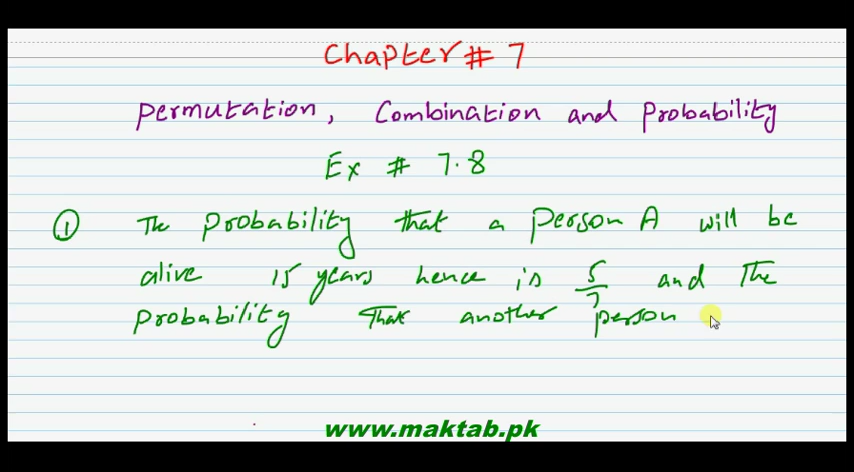 Chapter # 7
Permutation, Combination and Probability
Ex # 7.8
① The Probability that a Person A will be
alive 15 years hence is 5/7 and the
Probability That another person
www.maktab.pk